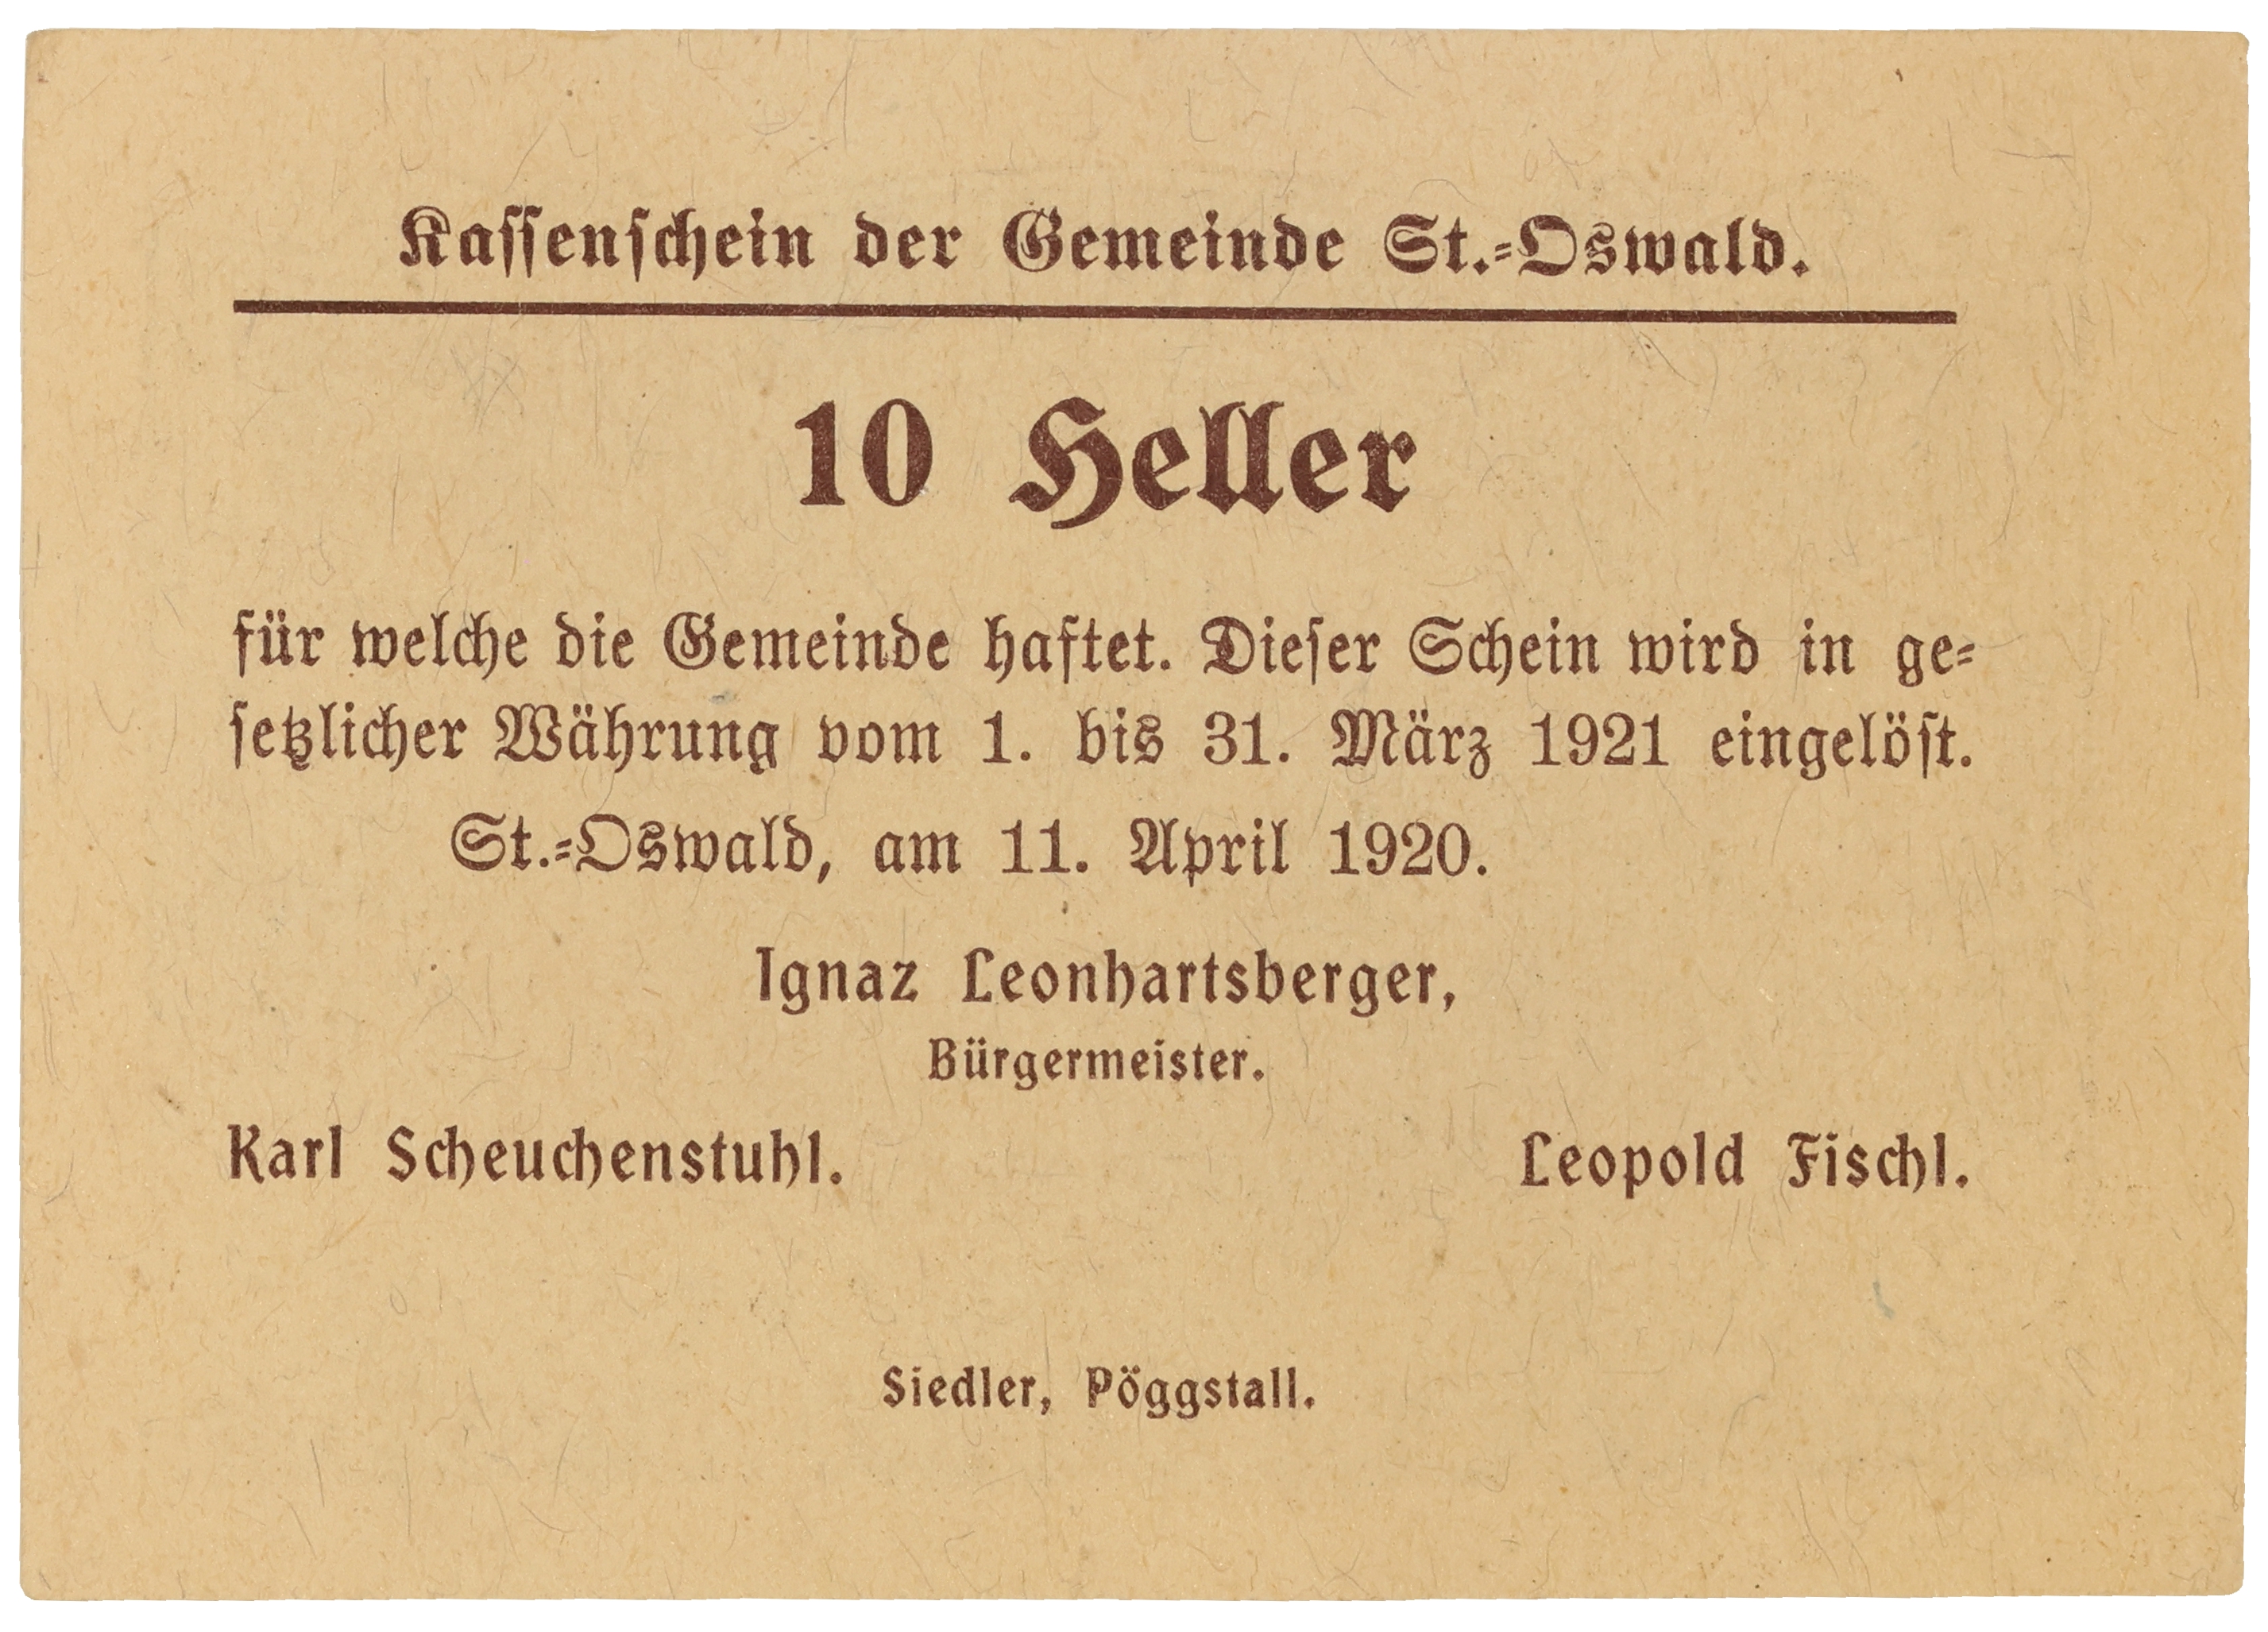 Kassenschein der Gemeinde St.-Oswald.
10 Heller
für welche die Gemeinde haftet. Dieser Schein wird in ge-
setzlicher Währung vom 1. bis 31. März 1921 eingelöst.
St.-Oswald, am 11. April 1920.
Ignaz Leonhartsberger,
Bürgermeister.
Karl Scheuchenstuhl. Leopold Fischl.
Siedler, Pöggstall.